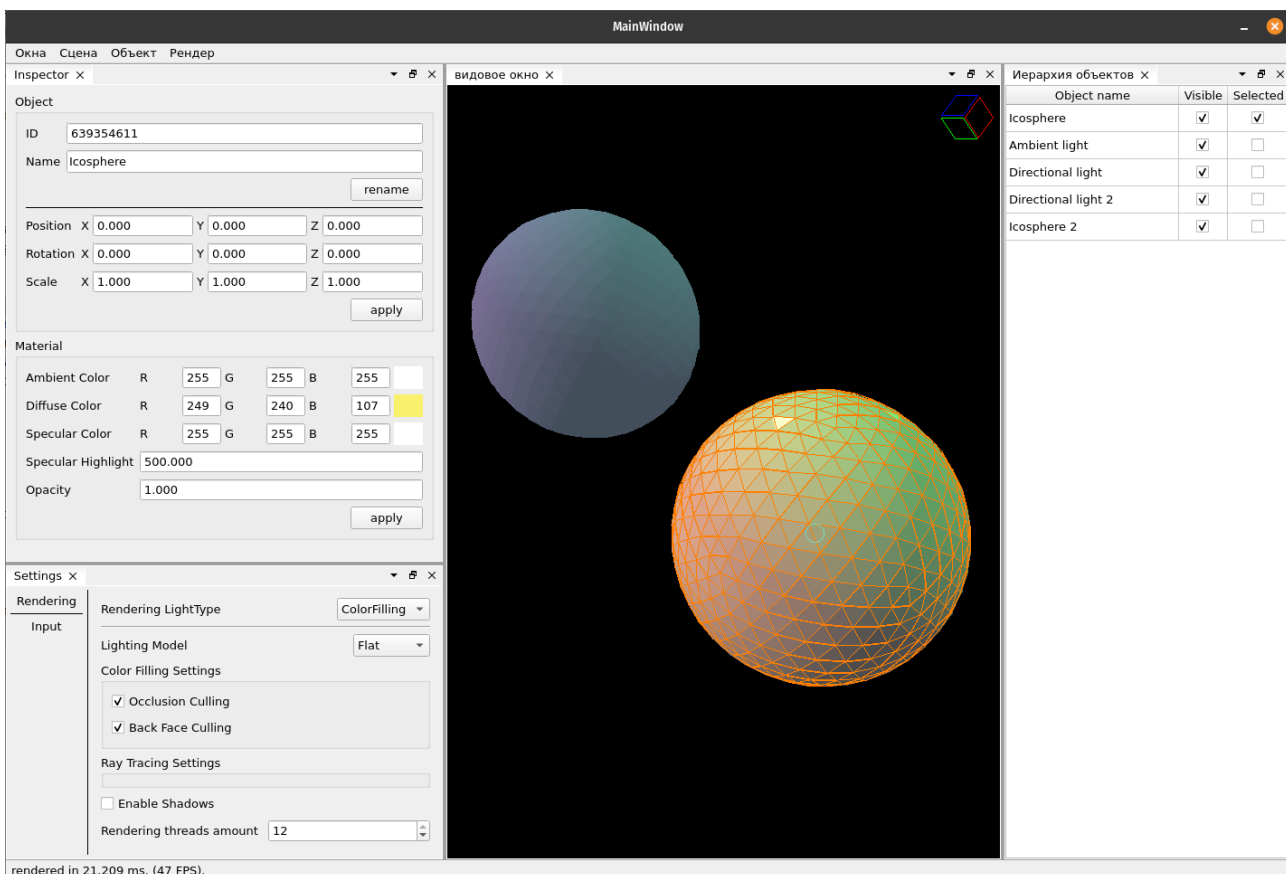 MainWindow
Окна Сцена Объект Рендер
Inspector
Object
ID 639354611
Name Icosphere
rename
Position X 0.000 Y 0.000 Z 0.000
Rotation X 0.000 Y 0.000 Z 0.000
Scale X 1.000 Y 1.000 Z 1.000
apply
Material
Ambient Color R 255 G 255 B 255
Diffuse Color R 249 G 240 B 107
Specular Color R 255 G 255 B 255
Specular Highlight 500.000
Opacity 1.000
apply
Settings
Rendering
Input
Rendering LightType ColorFilling
Lighting Model Flat
Color Filling Settings
Occlusion Culling
Back Face Culling
Ray Tracing Settings
Enable Shadows
Rendering threads amount 12
видовое окно
Иерархия объектов
Object name Visible Selected
Icosphere
Ambient light
Directional light
Directional light 2
Icosphere 2
rendered in 21.209 ms. (47 FPS).